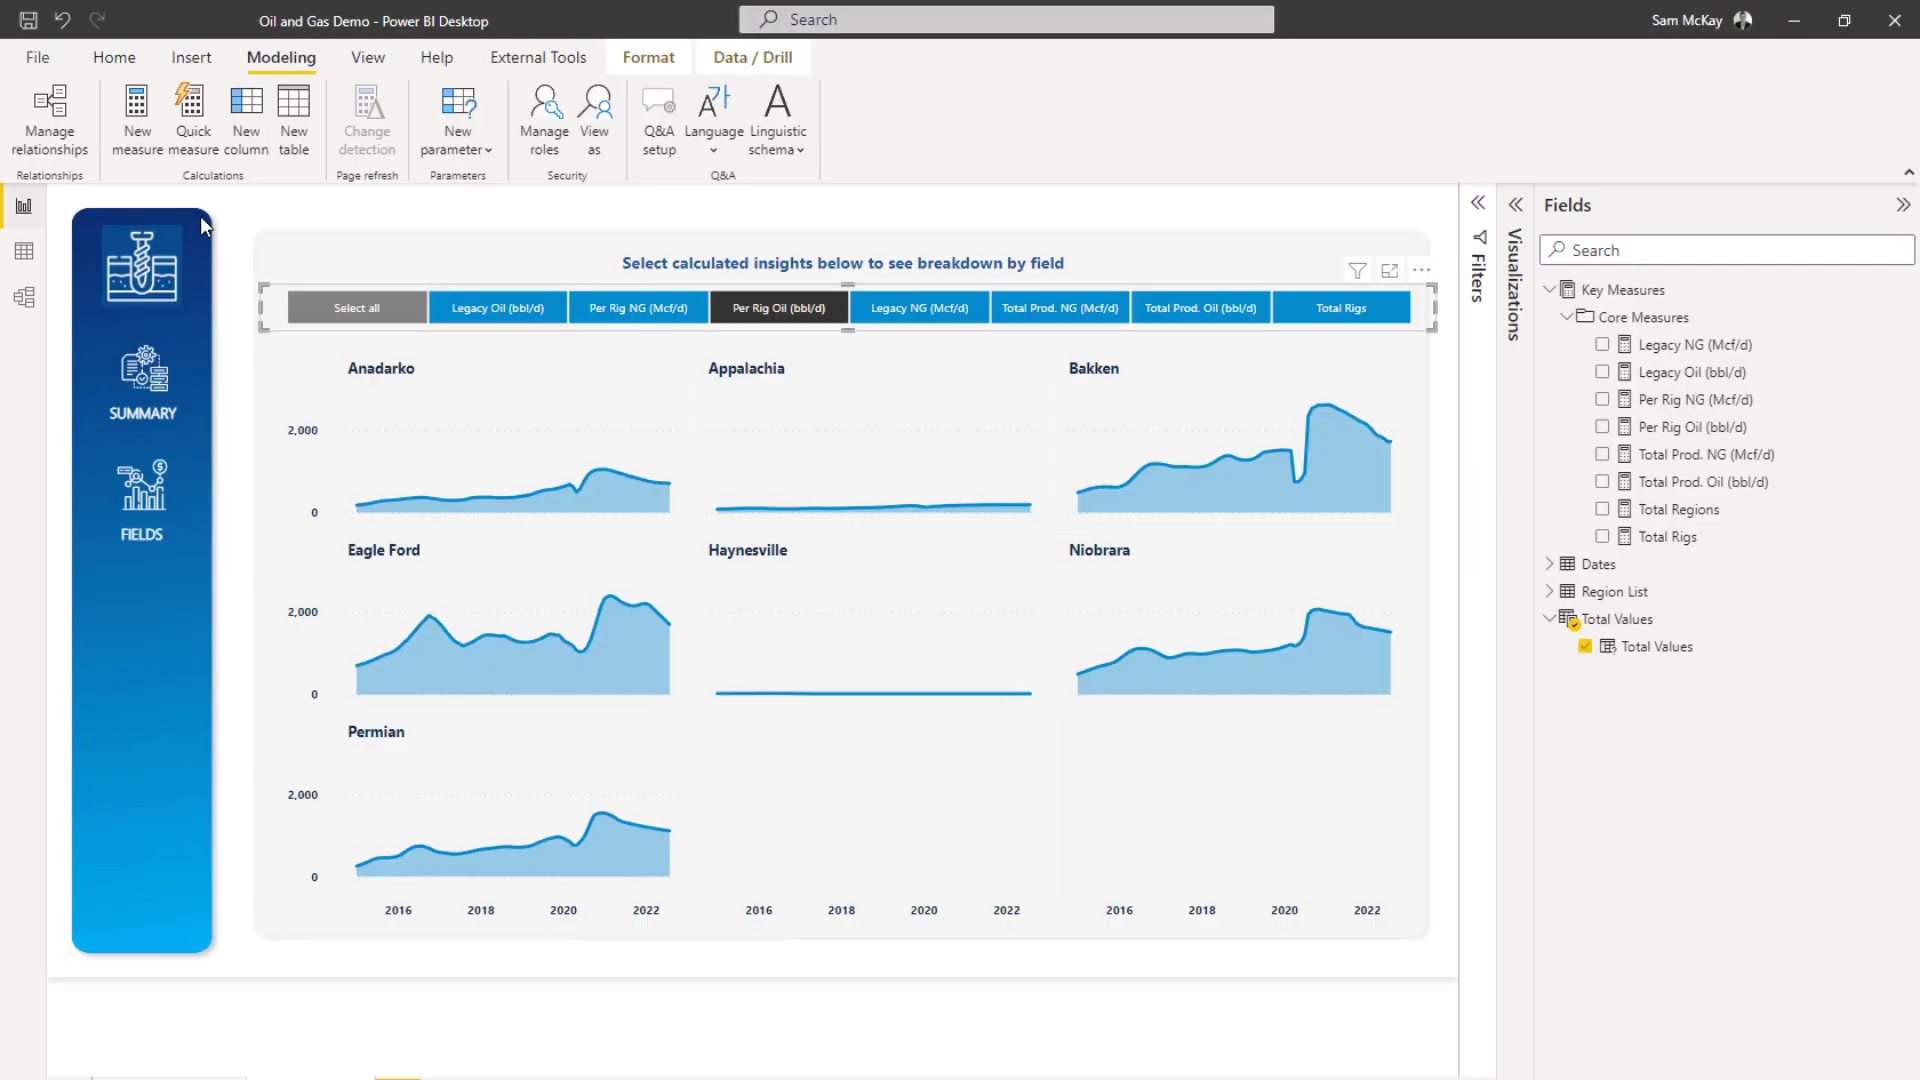 Oil and Gas Demo - Power BI Desktop
Search
Sam McKay
File
Home
Insert
Modeling
View
Help
External Tools
Format
Data / Drill
Manage relationships
New measure
Quick measure
New column
New table
Change detection
New parameter
Manage roles
View as
Q&A setup
Language
Linguistic schema
Relationships
Calculations
Page refresh
Parameters
Security
Q&A
SUMMARY
FIELDS
Select calculated insights below to see breakdown by field
Select all
Legacy Oil (bbl/d)
Per Rig NG (Mcf/d)
Per Rig Oil (bbl/d)
Legacy NG (Mcf/d)
Total Prod. NG (Mcf/d)
Total Prod. Oil (bbl/d)
Total Rigs
Anadarko
Appalachia
Bakken
2,000
0
Eagle Ford
Haynesville
Niobrara
2,000
0
Permian
2,000
0
2016 2018 2020 2022
2016 2018 2020 2022
2016 2018 2020 2022
Filters
Visualizations
Fields
Search
Key Measures
Core Measures
Legacy NG (Mcf/d)
Legacy Oil (bbl/d)
Per Rig NG (Mcf/d)
Per Rig Oil (bbl/d)
Total Prod. NG (Mcf/d)
Total Prod. Oil (bbl/d)
Total Regions
Total Rigs
Dates
Region List
Total Values
Total Values